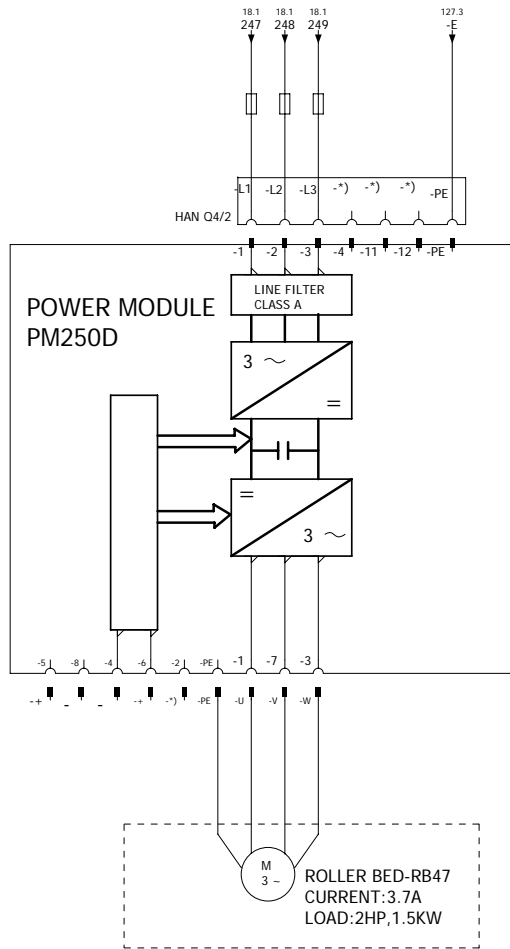 18.1 18.1 18.1 127.3
247 248 249 -E
-L1 -L2 -L3 -*) -*) -*) -PE
HAN Q4/2
-1 -2 -3 -4 -11 -12 -PE
LINE FILTER
CLASS A
POWER MODULE
PM250D
3 ~
=
=
3 ~
-5 -8 -4 -6 -2 -PE -1 -7 -3
-+ - - -+ -*) -PE -U -V -W
M
3 ~
ROLLER BED-RB47
CURRENT:3.7A
LOAD:2HP,1.5KW